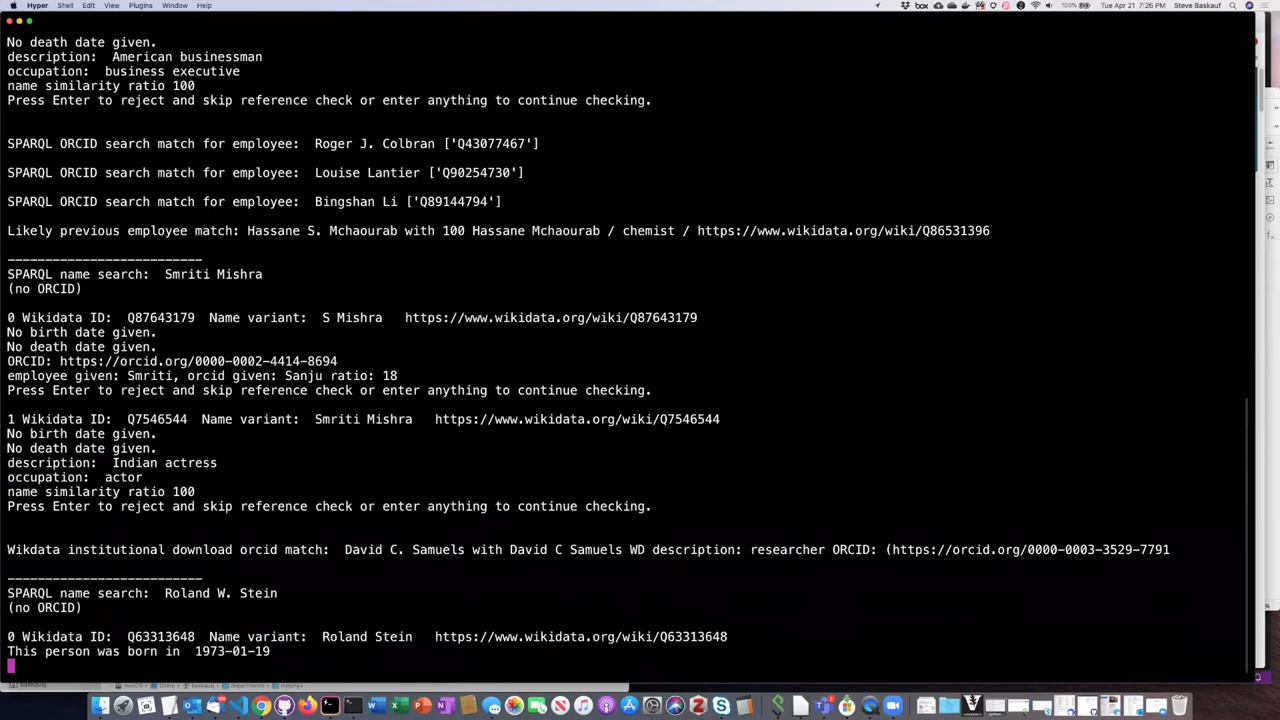 Hyper Shell Edit View Plugins Window Help
100% Tue Apr 21 7:26 PM Steve Baskauf
No death date given.
description:  American businessman
occupation:  business executive
name similarity ratio 100
Press Enter to reject and skip reference check or enter anything to continue checking.
SPARQL ORCID search match for employee:  Roger J. Colbran ['Q43077467']
SPARQL ORCID search match for employee:  Louise Lantier ['Q90254730']
SPARQL ORCID search match for employee:  Bingshan Li ['Q89144794']
Likely previous employee match: Hassane S. Mchaourab with 100 Hassane Mchaourab / chemist / https://www.wikidata.org/wiki/Q86531396
--------------------------
SPARQL name search:  Smriti Mishra
(no ORCID)
0 Wikidata ID:  Q87643179  Name variant:  S Mishra   https://www.wikidata.org/wiki/Q87643179
No birth date given.
No death date given.
ORCID: https://orcid.org/0000-0002-4414-8694
employee given: Smriti, orcid given: Sanju ratio: 18
Press Enter to reject and skip reference check or enter anything to continue checking.
1 Wikidata ID:  Q7546544  Name variant:  Smriti Mishra   https://www.wikidata.org/wiki/Q7546544
No birth date given.
No death date given.
description:  Indian actress
occupation:  actor
name similarity ratio 100
Press Enter to reject and skip reference check or enter anything to continue checking.
Wikdata institutional download orcid match:  David C. Samuels with David C Samuels WD description: researcher ORCID: (https://orcid.org/0000-0003-3529-7791
--------------------------
SPARQL name search:  Roland W. Stein
(no ORCID)
0 Wikidata ID:  Q63313648  Name variant:  Roland Stein   https://www.wikidata.org/wiki/Q63313648
This person was born in  1973-01-19